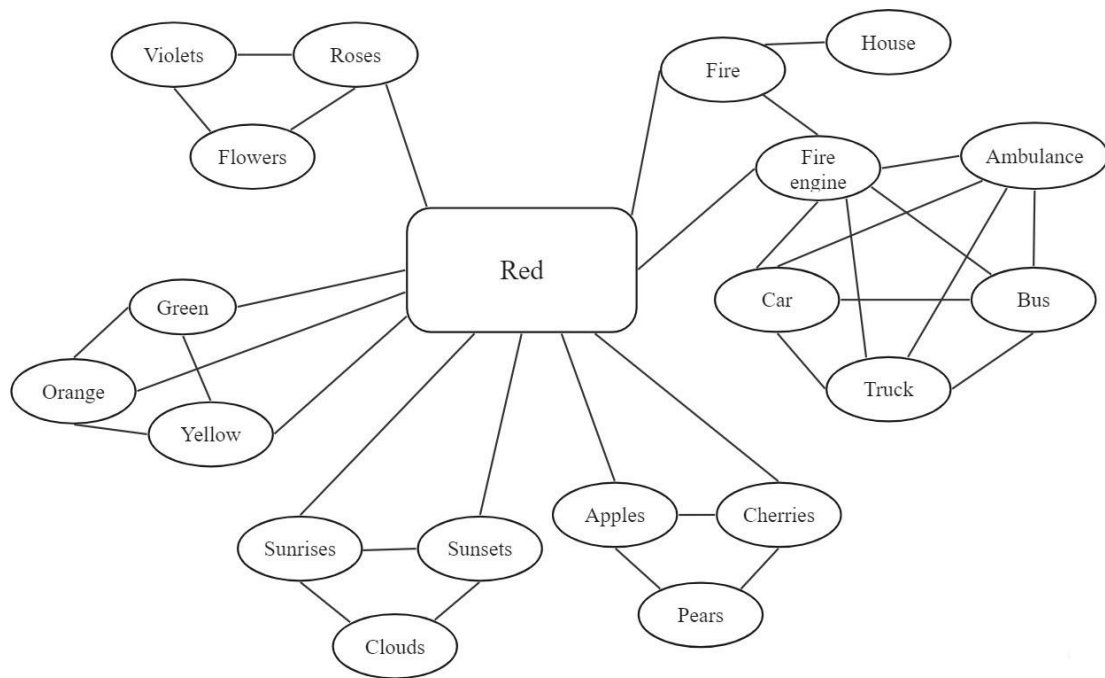 House
Violets
Roses
Fire
Flowers
Fire
engine
Ambulance
Red
Green
Car
Bus
Orange
Truck
Yellow
Apples
Cherries
Sunrises
Sunsets
Pears
Clouds